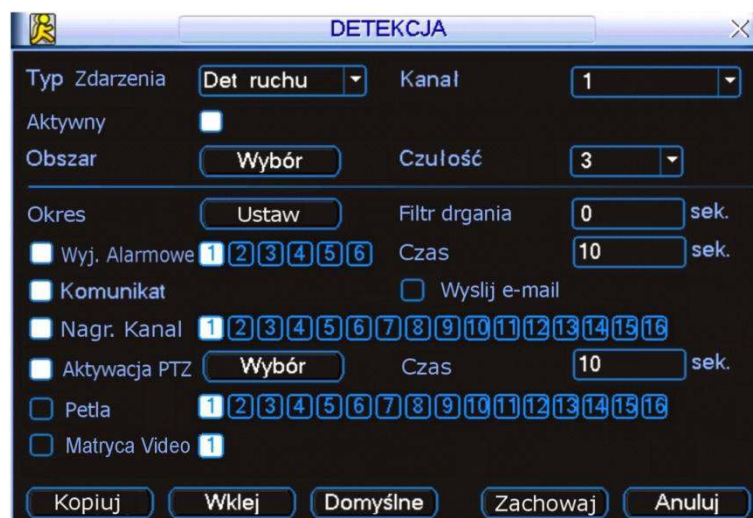 DETEKCJA
Typ Zdarzenia Det ruchu Kanał 1
Aktywny
Obszar Wybór Czułość 3
Okres Ustaw Filtr drgania 0 sek.
Wyj. Alarmowe 1 2 3 4 5 6 Czas 10 sek.
Komunikat Wyslij e-mail
Nagr. Kanal 1 2 3 4 5 6 7 8 9 10 11 12 13 14 15 16
Aktywacja PTZ Wybór Czas 10 sek.
Petla 1 2 3 4 5 6 7 8 9 10 11 12 13 14 15 16
Matryca Video 1
Kopiuj Wklej Domyślne Zachowaj Anuluj